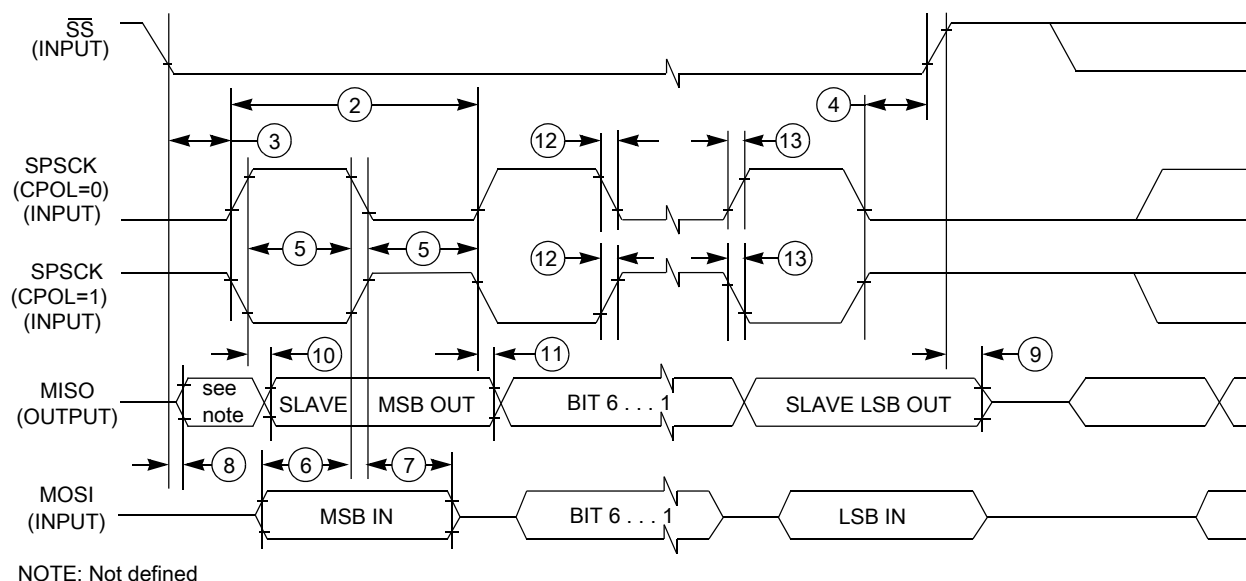 SS
(INPUT)
2
4
3
12
13
SPSCK
(CPOL=0)
(INPUT)
5
5
SPSCK
(CPOL=1)
(INPUT)
12
13
10
11
9
MISO
(OUTPUT)
see
note
SLAVE
MSB OUT
BIT 6 . . . 1
SLAVE LSB OUT
8
6
7
MOSI
(INPUT)
MSB IN
BIT 6 . . . 1
LSB IN
NOTE: Not defined